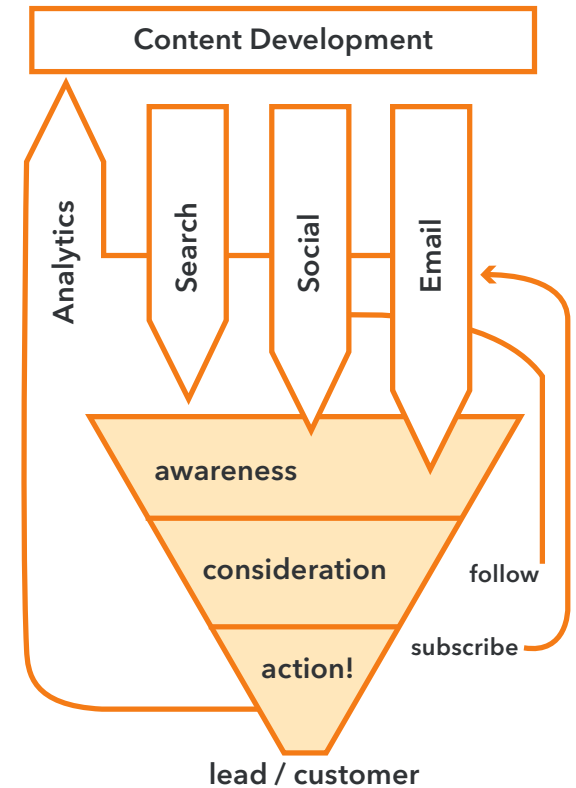 Content Development
Analytics
Search
Social
Email
awareness
consideration
follow
subscribe
action!
lead / customer